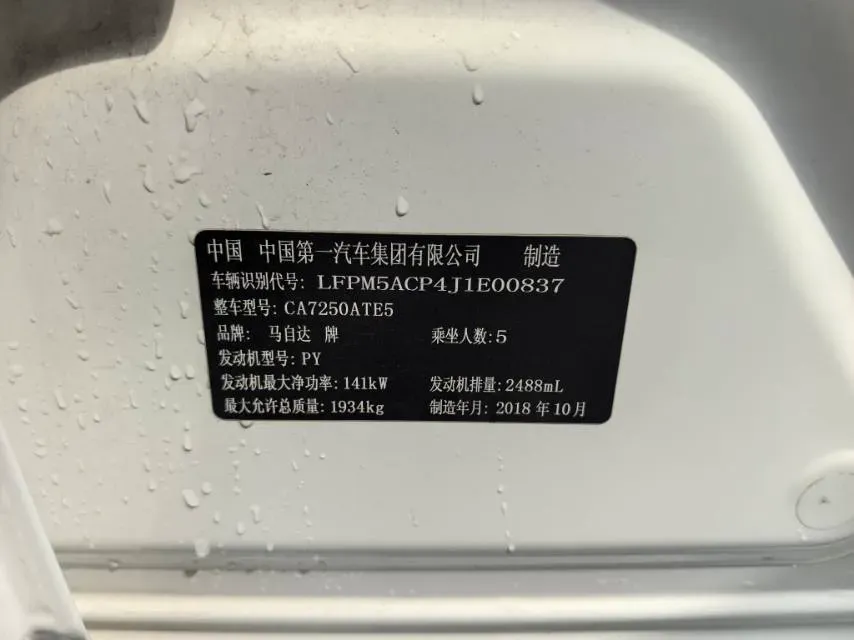 中国 中国第一汽车集团有限公司 制造
车辆识别代号: LFPM5ACP4J1E00837
整车型号: CA7250ATE5
品牌: 马自达 牌 乘坐人数: 5
发动机型号: PY
发动机最大净功率: 141kW 发动机排量: 2488mL
最大允许总质量: 1934kg 制造年月: 2018 年 10 月